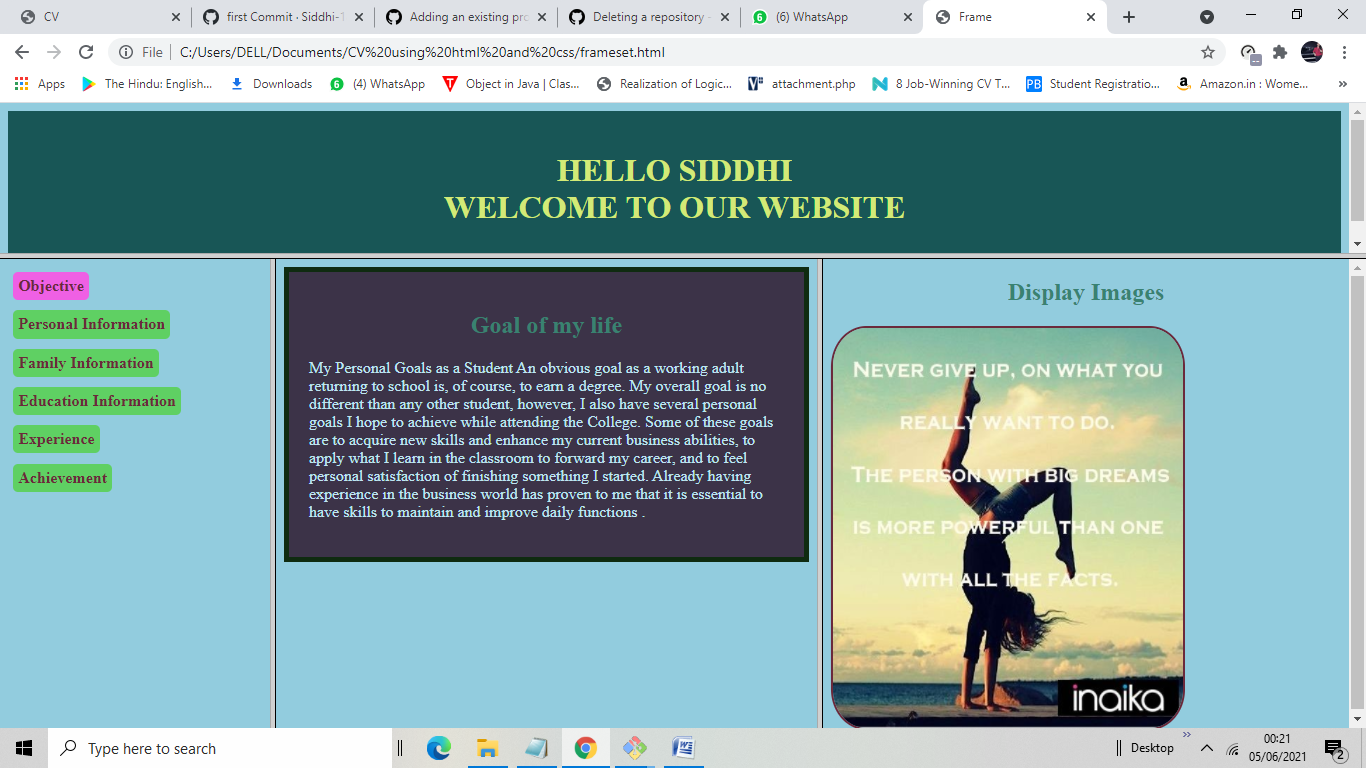 CV
first Commit · Siddhi-1
Adding an existing pro
Deleting a repository -
6
(6) WhatsApp
Frame
File
C:/Users/DELL/Documents/CV%20using%20html%20and%20css/frameset.html
Apps
The Hindu: English...
Downloads
6
(4) WhatsApp
Object in Java | Clas...
Realization of Logic...
attachment.php
8 Job-Winning CV T...
PB
Student Registratio...
Amazon.in : Wome...
»
HELLO SIDDHI
WELCOME TO OUR WEBSITE
Objective
Personal Information
Family Information
Education Information
Experience
Achievement
Goal of my life
My Personal Goals as a Student An obvious goal as a working adult
returning to school is, of course, to earn a degree. My overall goal is no
different than any other student, however, I also have several personal
goals I hope to achieve while attending the College. Some of these goals
are to acquire new skills and enhance my current business abilities, to
apply what I learn in the classroom to forward my career, and to feel
personal satisfaction of finishing something I started. Already having
experience in the business world has proven to me that it is essential to
have skills to maintain and improve daily functions .
Display Images
NEVER GIVE UP, ON WHAT YOU
REALLY WANT TO DO.
THE PERSON WITH BIG DREAMS
IS MORE POWERFUL THAN ONE
WITH ALL THE FACTS.
inaika
Type here to search
Desktop
»
00:21
05/06/2021
2